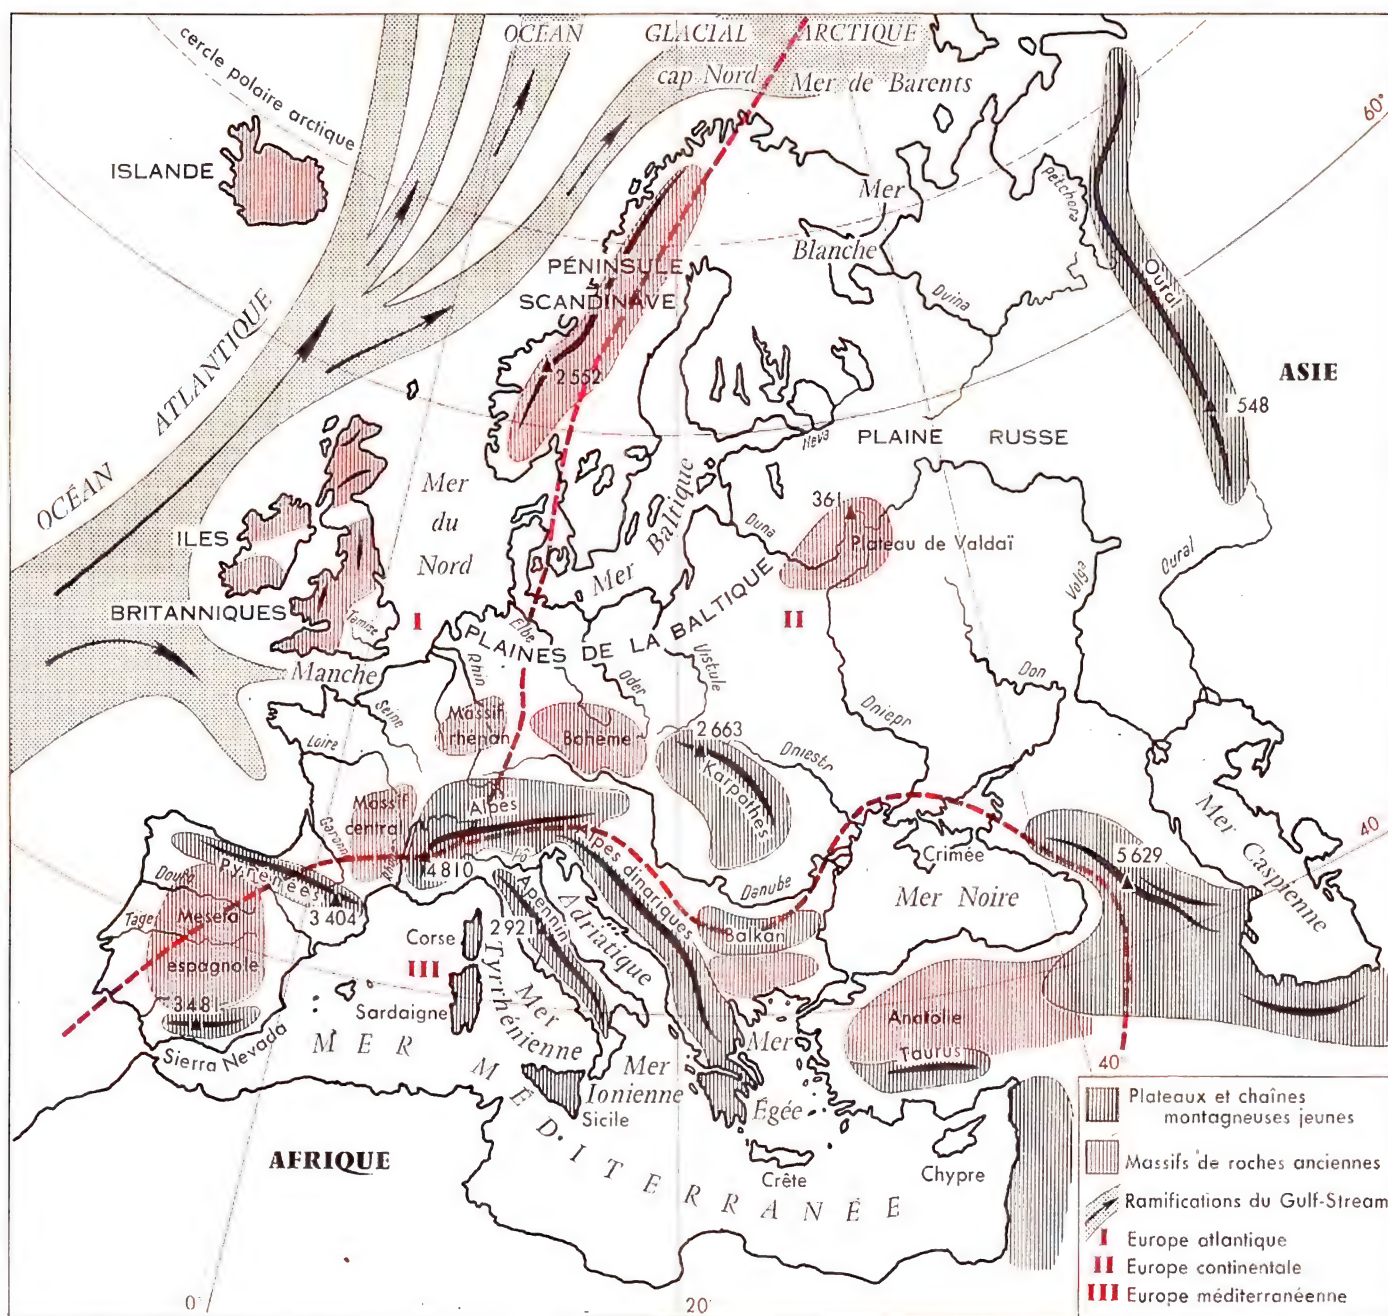 OCÉAN GLACIAL ARCTIQUE
cercle polaire arctique
cap Nord
Mer de Barents
60°
ISLANDE
Mer
Blanche
Petchora
PÉNINSULE
SCANDINAVE
Dvina
Oural
OCÉAN ATLANTIQUE
2 552
ASIE
1 548
Neva
PLAINE RUSSE
Mer
du
Nord
Mer Baltique
361
Duna
Plateau de Valdaï
ILES
BRITANNIQUES
Tamise
I
II
Volga
Oural
Elbe
PLAINES DE LA BALTIQUE
Manche
Rhin
Oder
Vistule
Don
Seine
Massif
rhénan
Bohème
2 663
Dniepr
Loire
Dniestr
Karpathes
Massif
central
Alpes
Mer Caspienne
40
Garonne
Rhône
Pyrénées
4 810
Pô
Alpes dinariques
Crimée
5 629
Douro
3 404
Danube
Mer Noire
Meseta
espagnole
Tage
Apennin
2 921
Adriatique
Balkan
Corse
III
3 481
Sardaigne
Mer
Tyrrhénienne
Anatolie
Sierra Nevada
Mer
Égée
Taurus
40°
Mer
Ionienne
Sicile
MER MÉDITERRANÉE
AFRIQUE
Crête
Chypre
0°
20°
Plateaux et chaînes
montagneuses jeunes
Massifs de roches anciennes
Ramifications du Gulf-Stream
I Europe atlantique
II Europe continentale
III Europe méditerranéenne